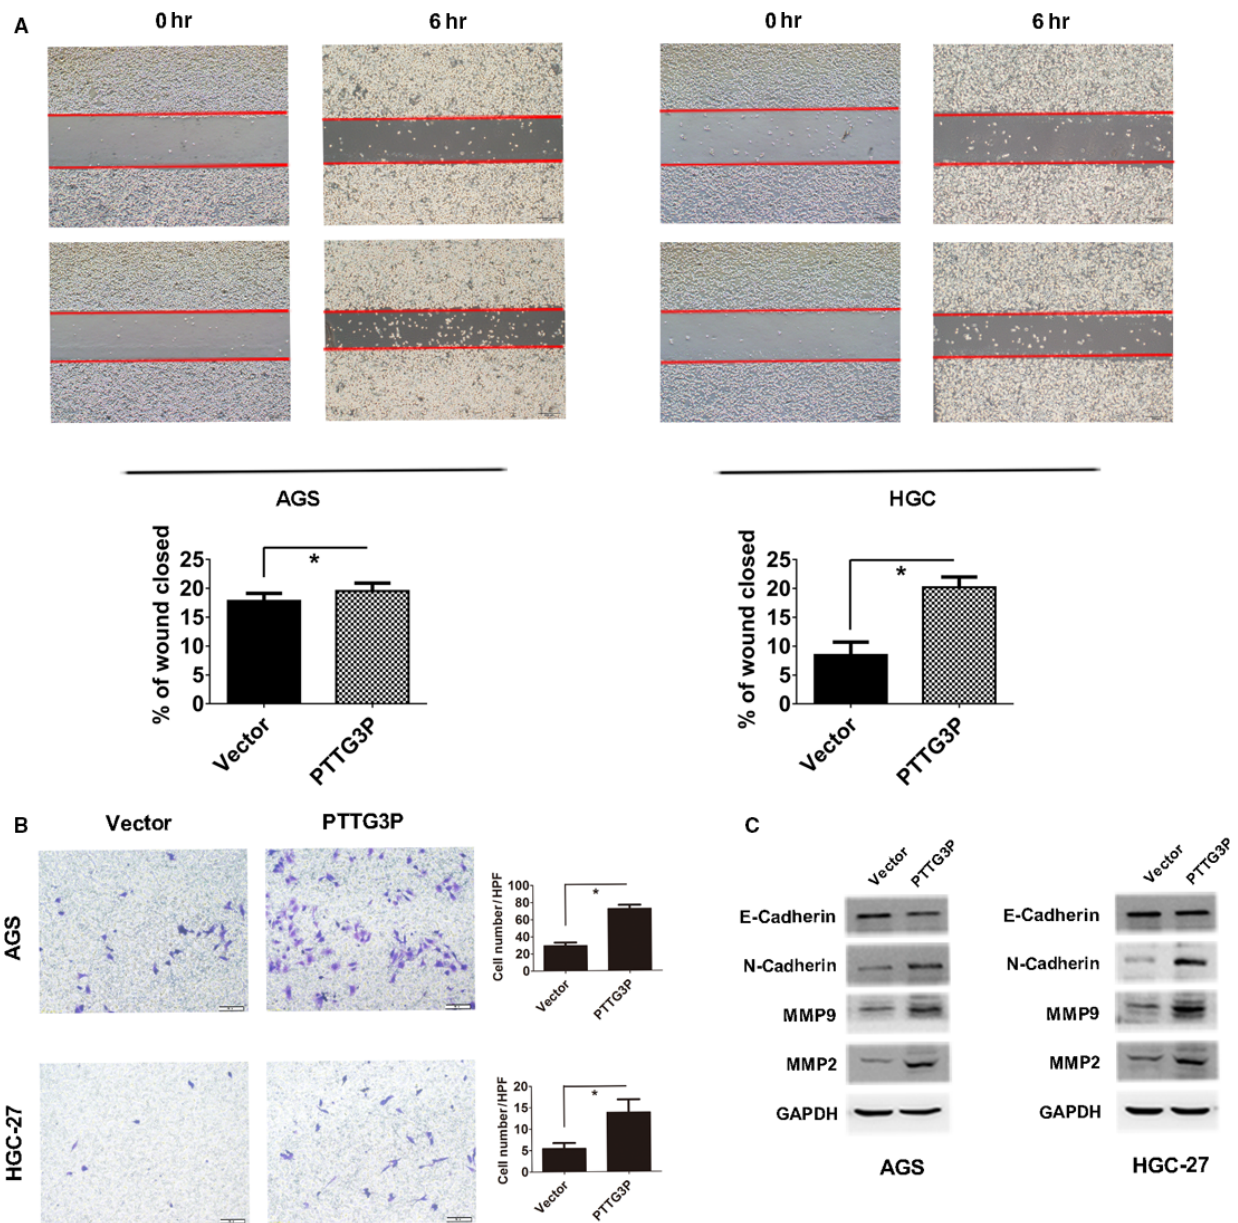 A
0 hr
6 hr
0 hr
6 hr
AGS
HGC
% of wound closed
25
20
15
10
5
0
*
Vector
PTTG3P
% of wound closed
25
20
15
10
5
0
*
Vector
PTTG3P
B
Vector
PTTG3P
AGS
Cell number/HPF
100
80
60
40
20
0
*
Vector
PTTG3P
HGC-27
Cell number/HPF
20
15
10
5
0
*
Vector
PTTG3P
C
Vector
PTTG3P
E-Cadherin
N-Cadherin
MMP9
MMP2
GAPDH
AGS
Vector
PTTG3P
E-Cadherin
N-Cadherin
MMP9
MMP2
GAPDH
HGC-27